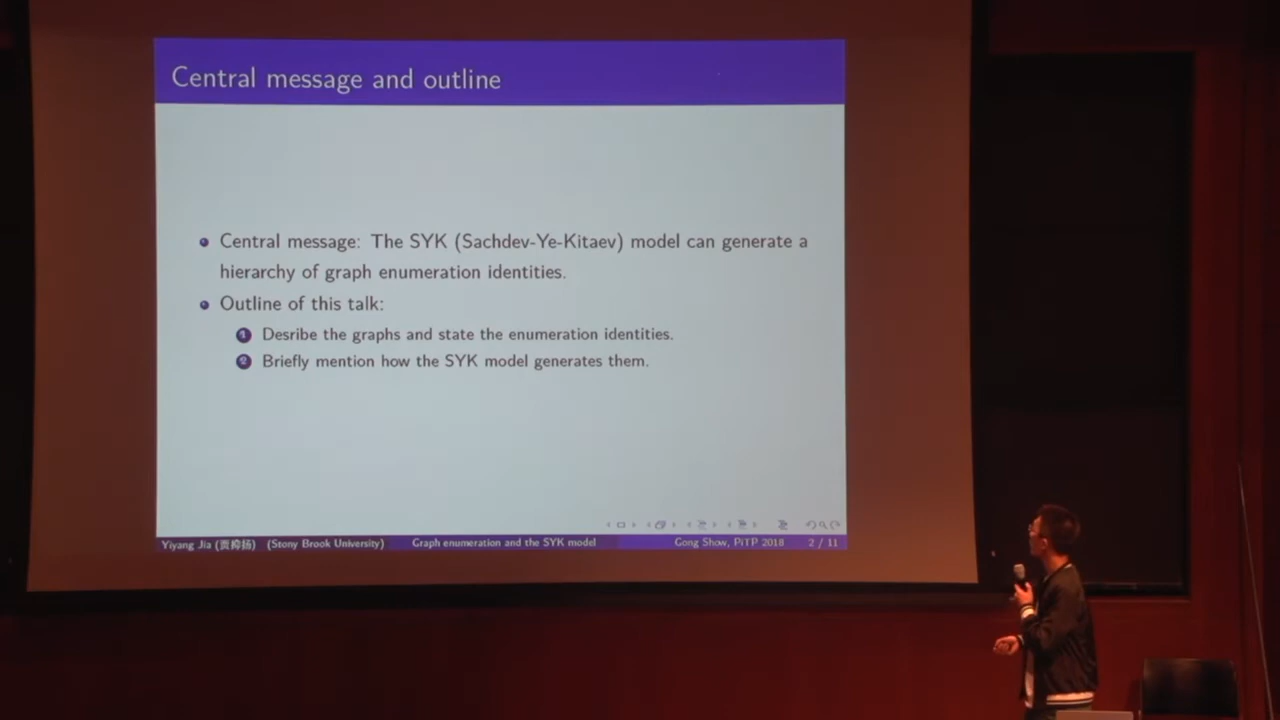 Central message and outline
Central message: The SYK (Sachdev-Ye-Kitaev) model can generate a
hierarchy of graph enumeration identities.
Outline of this talk:
1 Desribe the graphs and state the enumeration identities.
2 Briefly mention how the SYK model generates them.
Yiyang Jia (贾抑扬) (Stony Brook University) Graph enumeration and the SYK model Gong Show, PiTP 2018 2 / 11